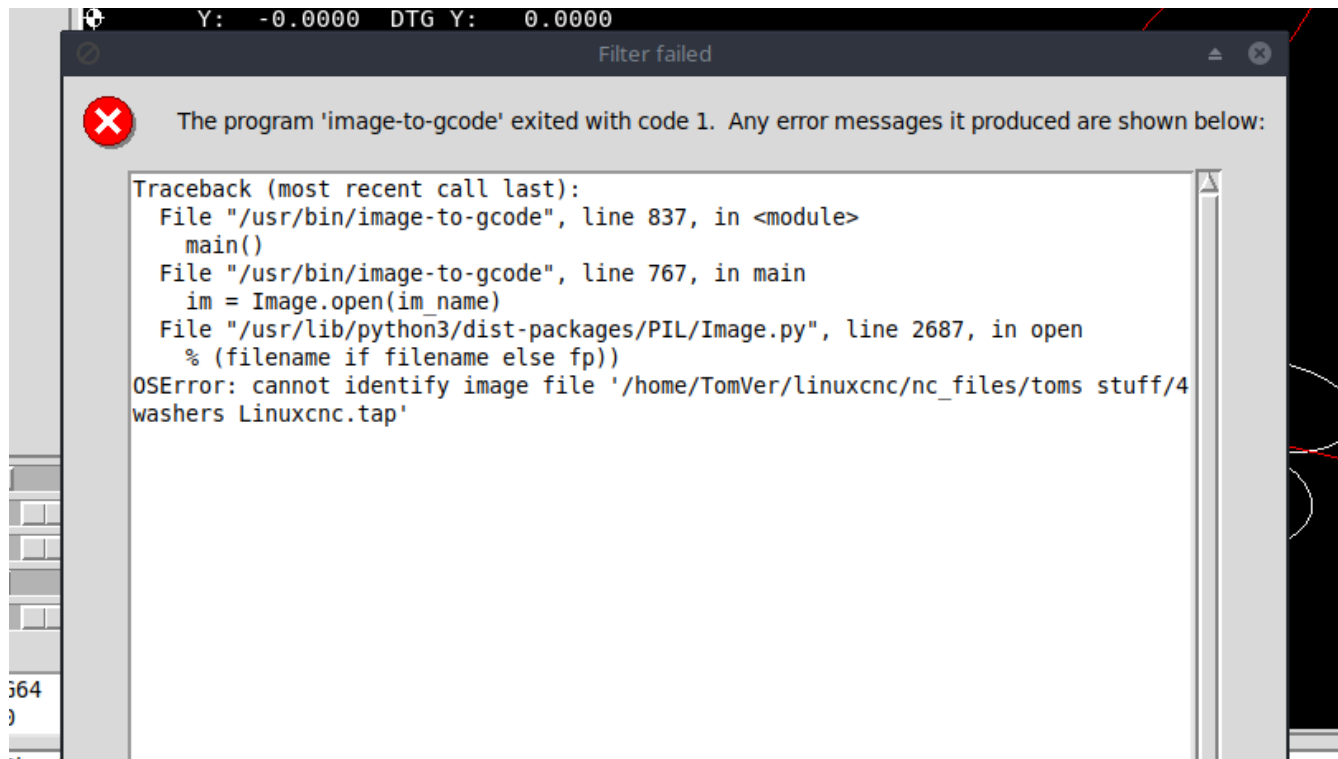 Y: -0.0000 DTG Y: 0.0000
Filter failed
The program 'image-to-gcode' exited with code 1. Any error messages it produced are shown below:
Traceback (most recent call last):
File "/usr/bin/image-to-gcode", line 837, in <module>
main()
File "/usr/bin/image-to-gcode", line 767, in main
im = Image.open(im_name)
File "/usr/lib/python3/dist-packages/PIL/Image.py", line 2687, in open
% (filename if filename else fp))
OSError: cannot identify image file '/home/TomVer/linuxcnc/nc_files/toms stuff/4
washers Linuxcnc.tap'